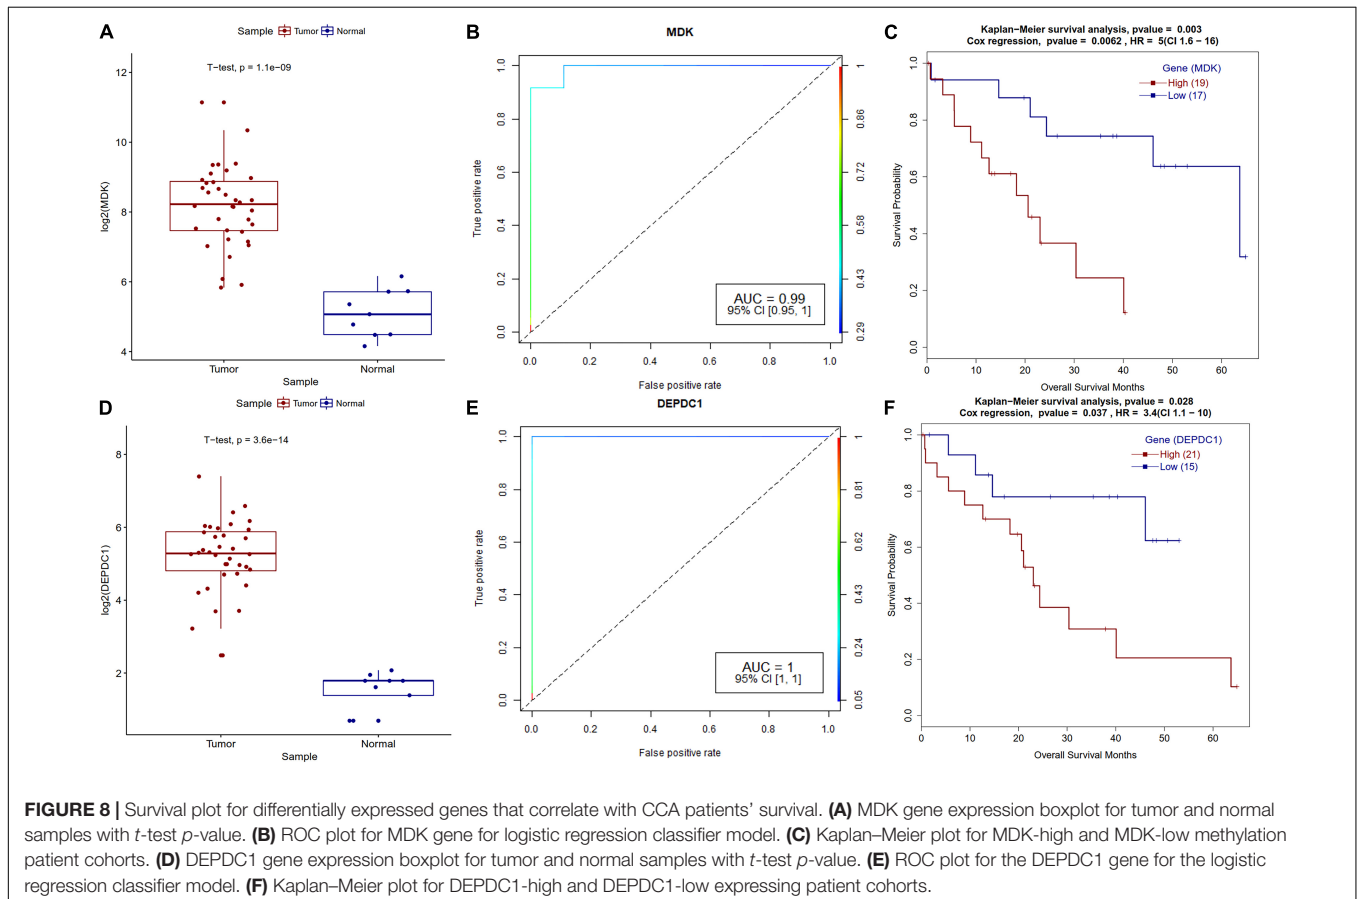 A
Sample Tumor Normal
T-test, p = 1.1e-09
12
10
8
6
4
log2(MDK)
Tumor Normal
Sample
B
MDK
1.0
0.8
0.6
0.4
0.2
0.0
True positive rate
1
0.86
0.72
0.58
0.43
0.29
AUC = 0.99
95% CI [0.95, 1]
0.0 0.2 0.4 0.6 0.8 1.0
False positive rate
C
Kaplan-Meier survival analysis, pvalue = 0.003
Cox regression, pvalue = 0.0062 , HR = 5(CI 1.6 - 16)
Gene (MDK)
High (19)
Low (17)
1.0
0.8
0.6
0.4
0.2
0.0
Survival Probability
0 10 20 30 40 50 60
Overall Survival Months
D
Sample Tumor Normal
T-test, p = 3.6e-14
8
6
4
2
log2(DEPDC1)
Tumor Normal
Sample
E
DEPDC1
1.0
0.8
0.6
0.4
0.2
0.0
True positive rate
1
0.81
0.62
0.43
0.24
0.05
AUC = 1
95% CI [1, 1]
0.0 0.2 0.4 0.6 0.8 1.0
False positive rate
F
Kaplan-Meier survival analysis, pvalue = 0.028
Cox regression, pvalue = 0.037 , HR = 3.4(CI 1.1 - 10)
Gene (DEPDC1)
High (21)
Low (15)
1.0
0.8
0.6
0.4
0.2
0.0
Survival Probability
0 10 20 30 40 50 60
Overall Survival Months
FIGURE 8 | Survival plot for differentially expressed genes that correlate with CCA patients' survival. (A) MDK gene expression boxplot for tumor and normal
samples with t-test p-value. (B) ROC plot for MDK gene for logistic regression classifier model. (C) Kaplan–Meier plot for MDK-high and MDK-low methylation
patient cohorts. (D) DEPDC1 gene expression boxplot for tumor and normal samples with t-test p-value. (E) ROC plot for the DEPDC1 gene for the logistic
regression classifier model. (F) Kaplan–Meier plot for DEPDC1-high and DEPDC1-low expressing patient cohorts.